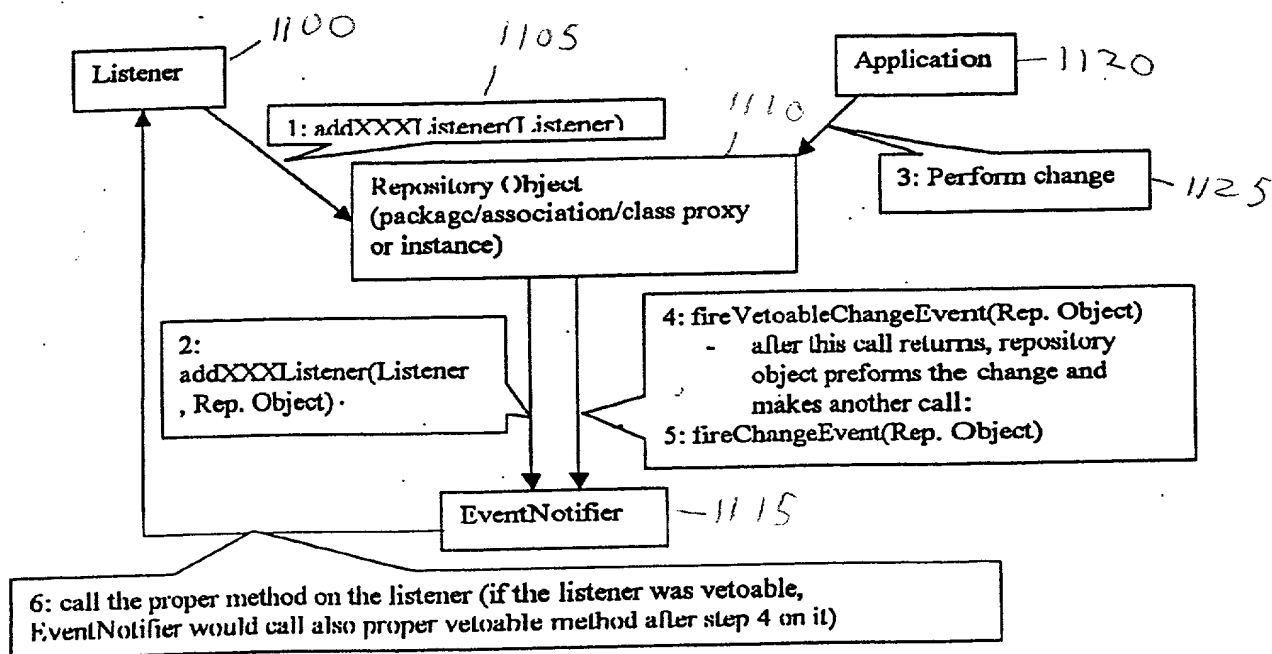 1100
1105
Listener
Application
1120
1110
1: addXXXListener(Listener)
Repository Object
(package/association/class proxy
or instance)
3: Perform change
1125
2:
addXXXListener(Listener
, Rep. Object)
4: fireVetoableChangeEvent(Rep. Object)
- after this call returns, repository
object preforms the change and
makes another call:
5: fireChangeEvent(Rep. Object)
EventNotifier
1115
6: call the proper method on the listener (if the listener was vetoable,
EventNotifier would call also proper vetoable method after step 4 on it)